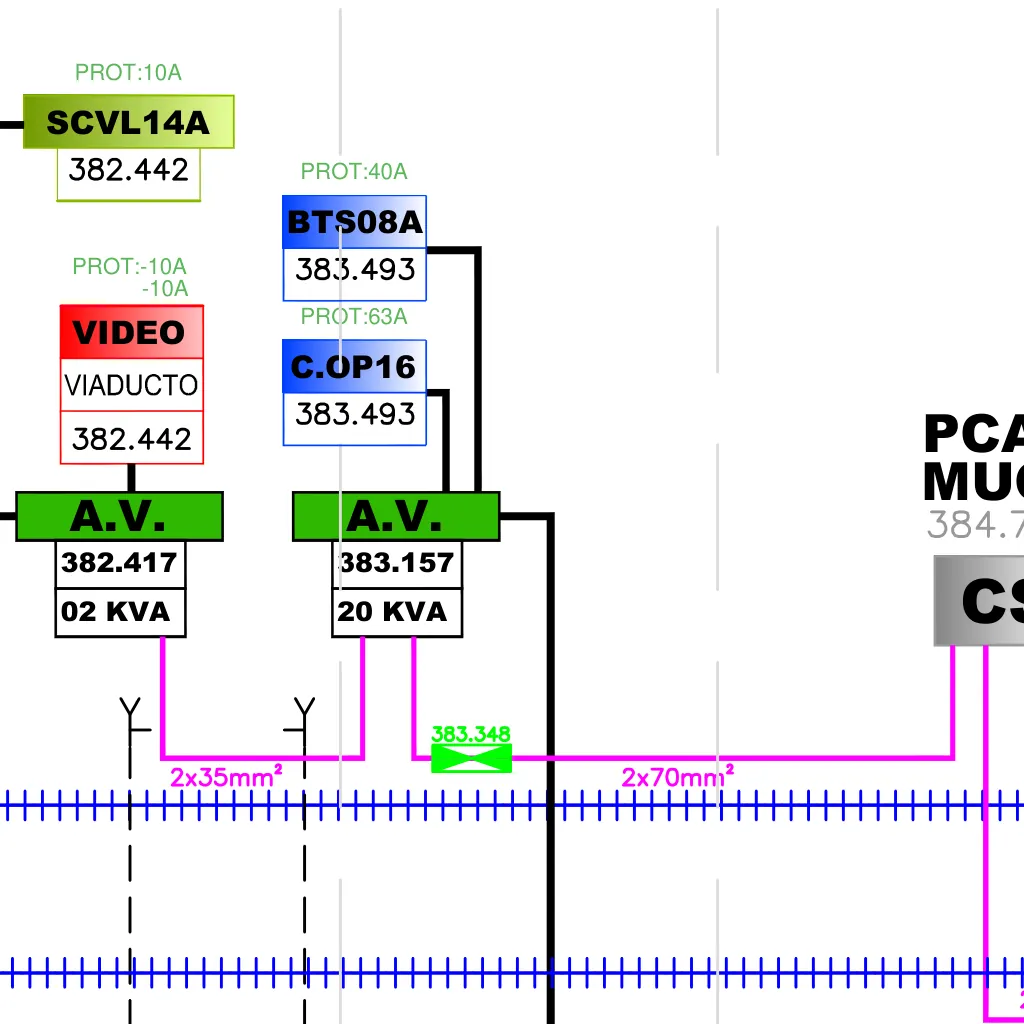 PROT:10A
SCVL14A
382.442
PROT:-10A
-10A
VIDEO
VIADUCTO
382.442
A.V.
382.417
02 KVA
PROT:40A
BTS08A
383.493
PROT:63A
C.OP16
383.493
A.V.
383.157
20 KVA
2x35mm²
383.348
2x70mm²
PCA
MU
384.7
CS